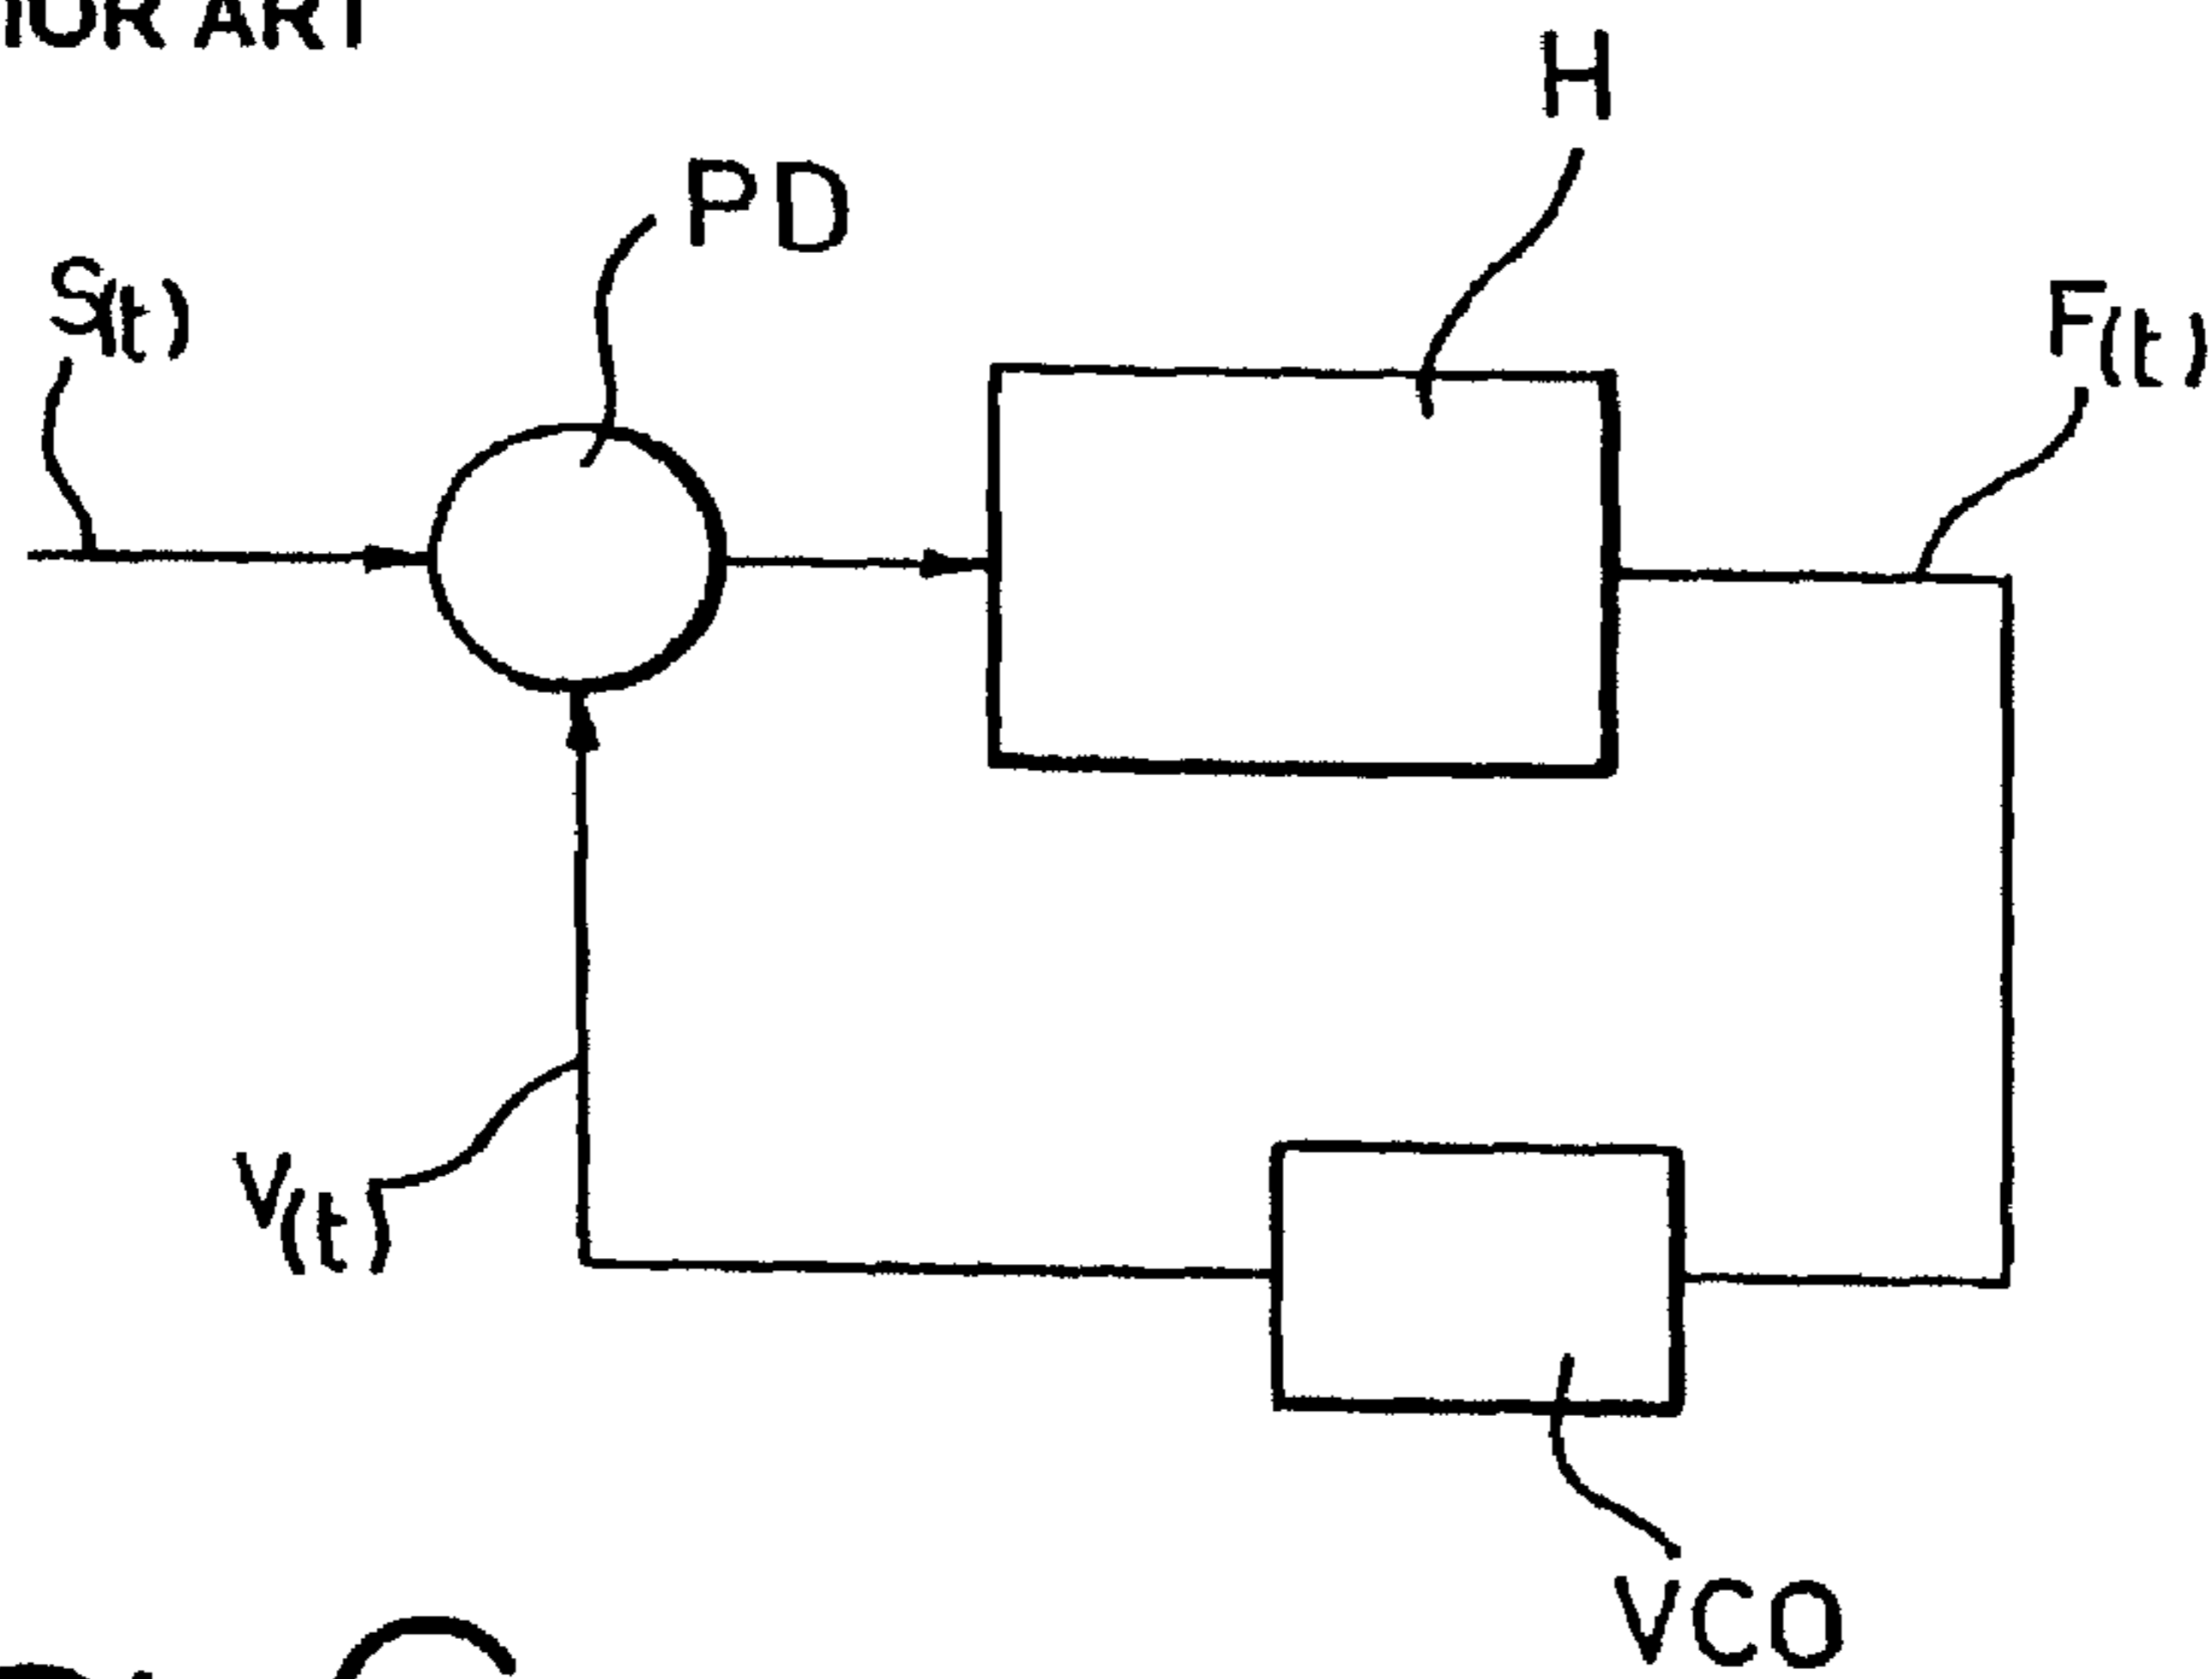 IOR ART
H
PD
S(t)
F(t)
V(t)
VCO